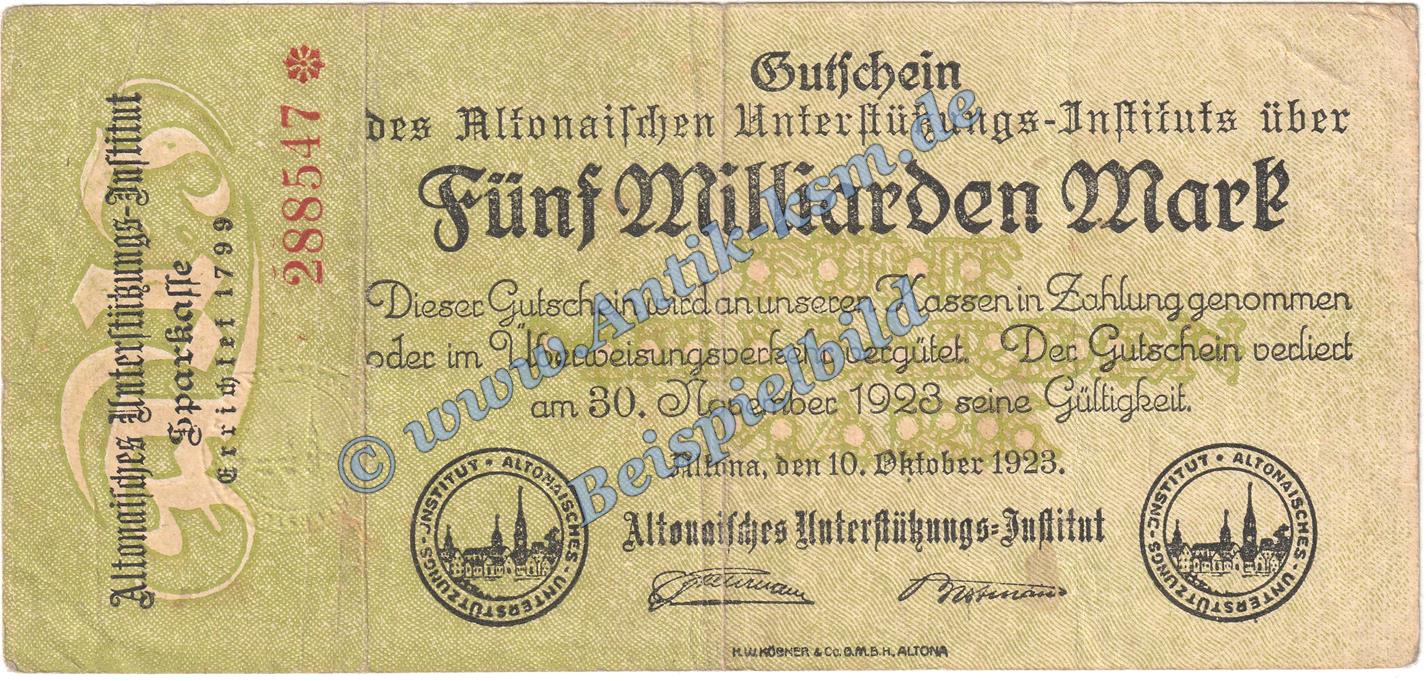 Altonaisches Unterstützungs-Institut
Sparkasse
Errichtet 1799
288547 *
Gutschein
des Altonaischen Unterstützungs-Instituts über
Fünf Milliarden Mark
Dieser Gutschein wird an unseren Kassen in Zahlung genommen
oder im Überweisungsverkehr vergütet. Der Gutschein verliert
am 30. November 1923 seine Gültigkeit.
Altona, den 10. Oktober 1923.
Altonaisches Unterstützungs-Institut
ALTONAISCHES-UNTERSTÜTZUNGS-INSTITUT
ALTONAISCHES-UNTERSTÜTZUNGS-INSTITUT
H.W. KÖBNER & Co. G.M.B.H., ALTONA
© www.Antik-ksm.de
Beispielbild